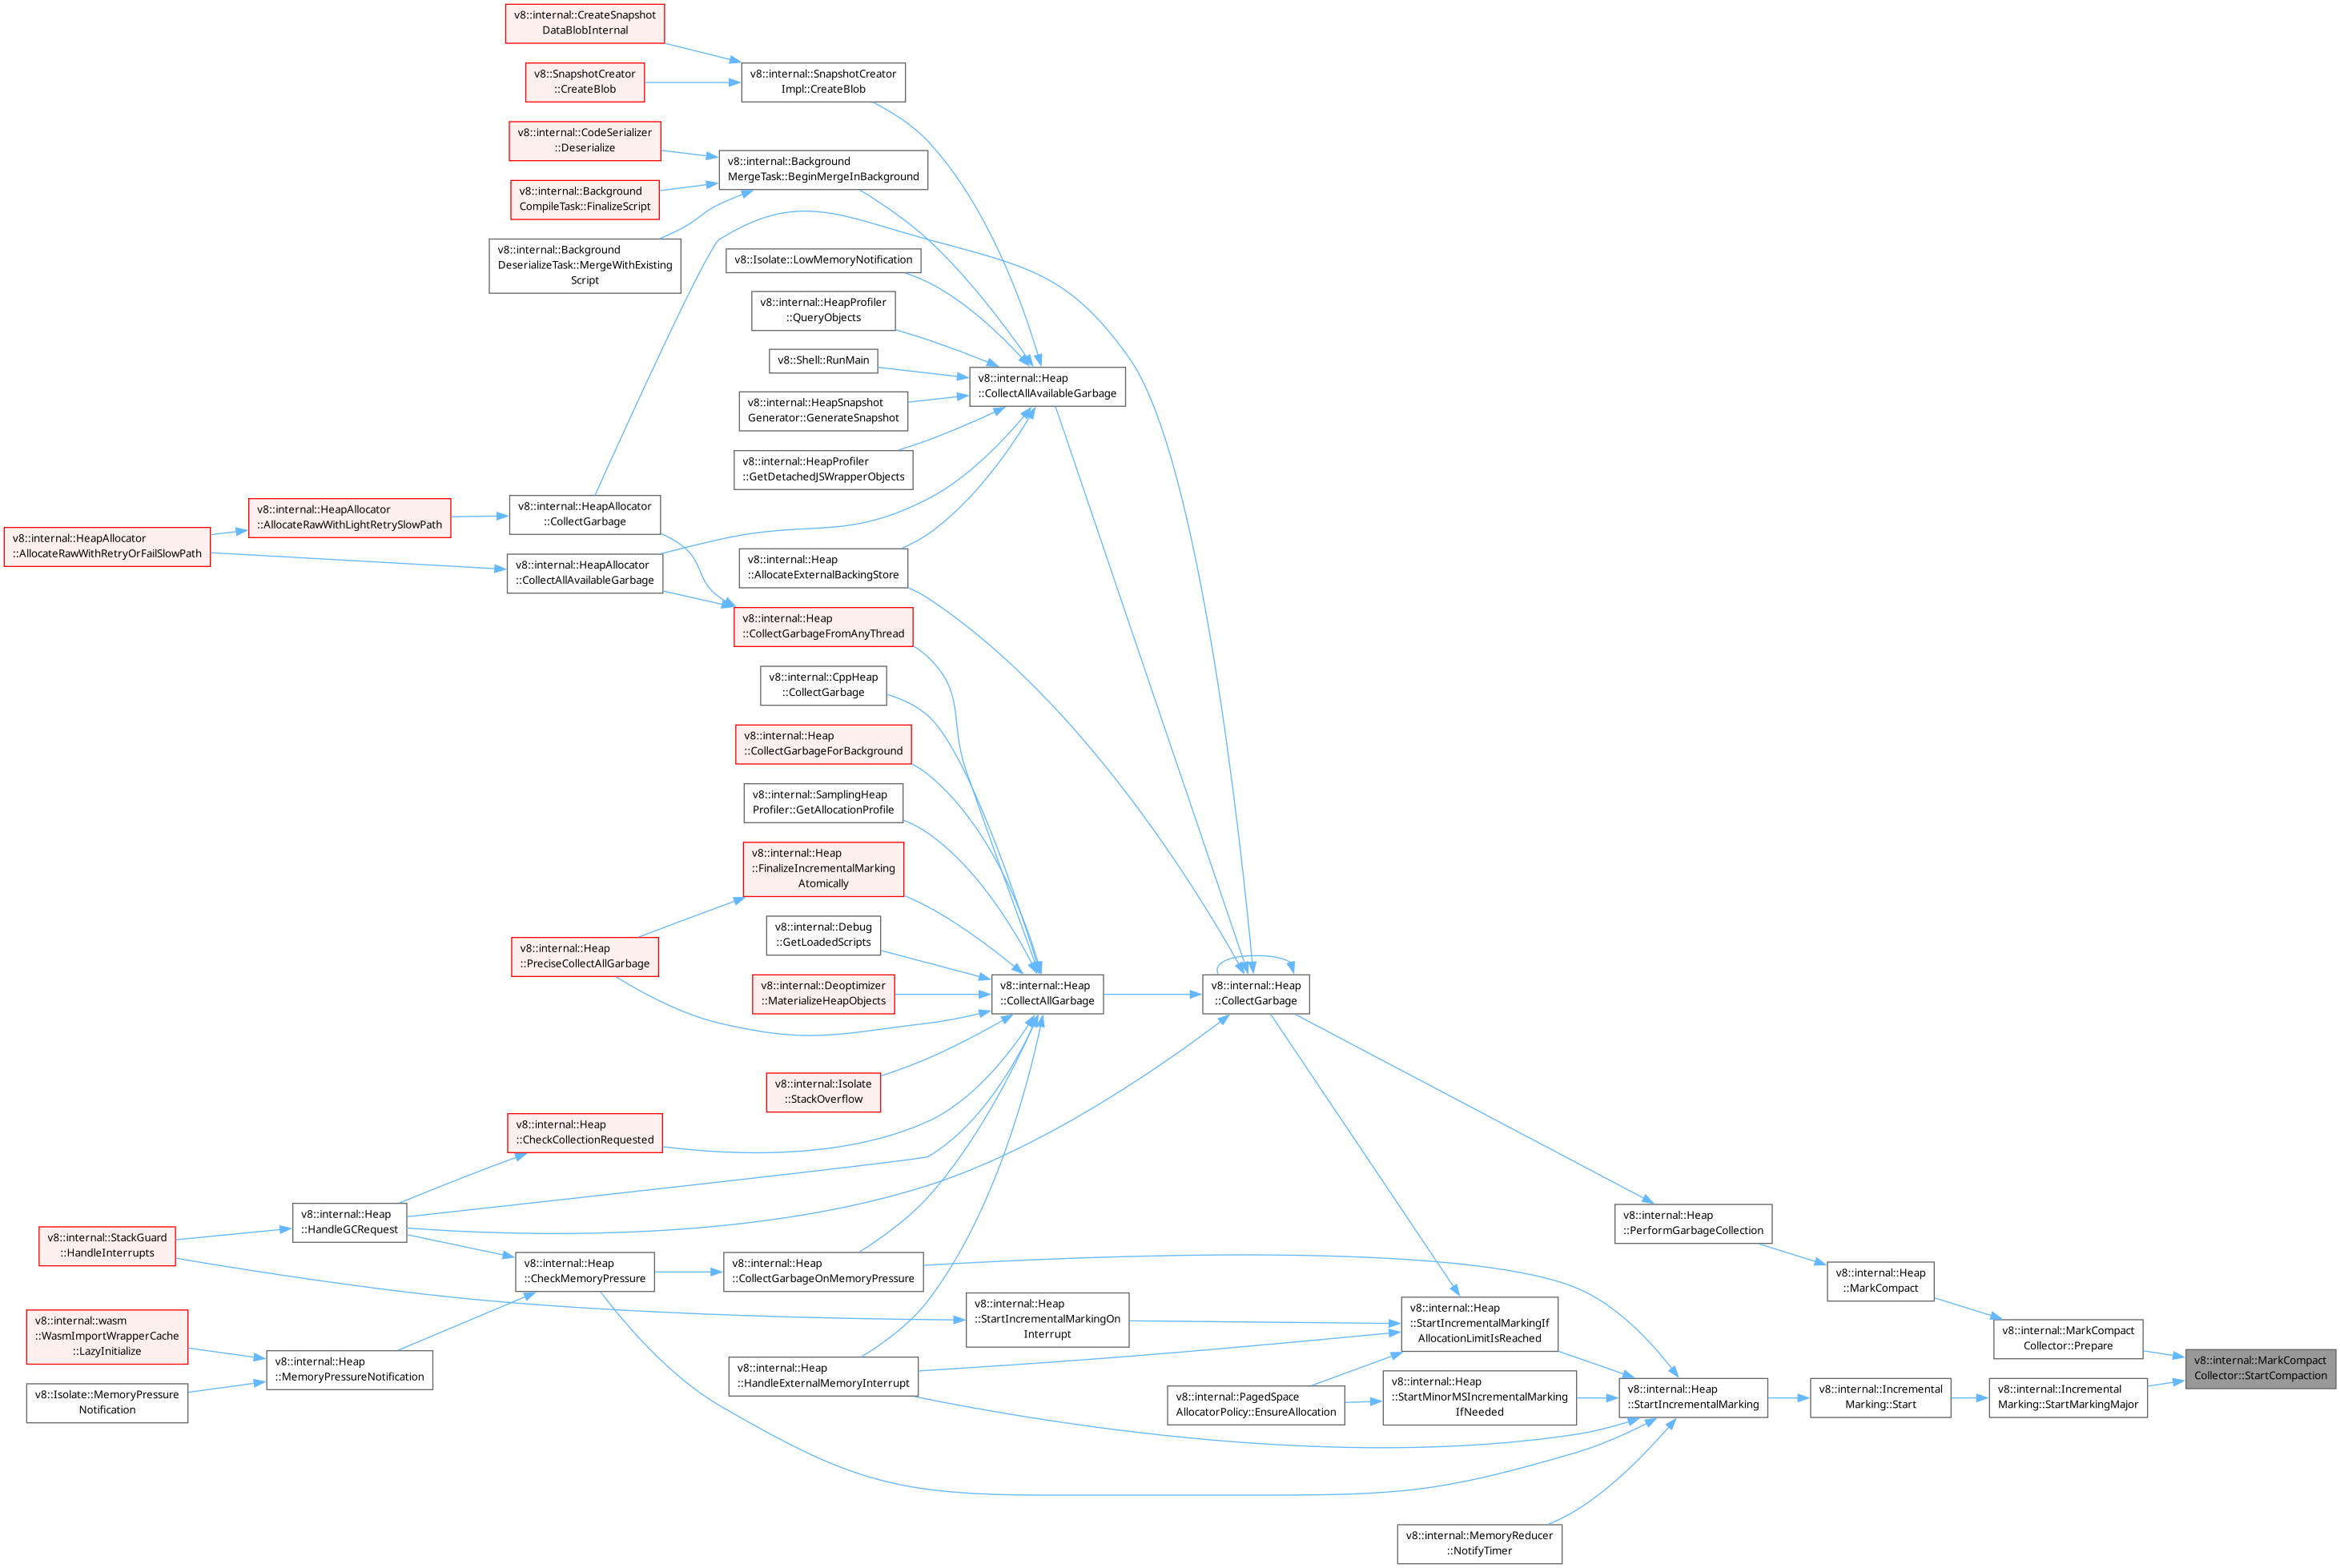 v8::internal::CreateSnapshot
DataBlobInternal
v8::SnapshotCreator
::CreateBlob
v8::internal::SnapshotCreator
Impl::CreateBlob
v8::internal::CodeSerializer
::Deserialize
v8::internal::Background
MergeTask::BeginMergeInBackground
v8::internal::Background
CompileTask::FinalizeScript
v8::internal::Background
DeserializeTask::MergeWithExisting
Script
v8::Isolate::LowMemoryNotification
v8::internal::HeapProfiler
::QueryObjects
v8::Shell::RunMain
v8::internal::Heap
::CollectAllAvailableGarbage
v8::internal::HeapSnapshot
Generator::GenerateSnapshot
v8::internal::HeapProfiler
::GetDetachedJSWrapperObjects
v8::internal::HeapAllocator
::AllocateRawWithRetryOrFailSlowPath
v8::internal::HeapAllocator
::AllocateRawWithLightRetrySlowPath
v8::internal::HeapAllocator
::CollectGarbage
v8::internal::HeapAllocator
::CollectAllAvailableGarbage
v8::internal::Heap
::AllocateExternalBackingStore
v8::internal::Heap
::CollectGarbageFromAnyThread
v8::internal::CppHeap
::CollectGarbage
v8::internal::Heap
::CollectGarbageForBackground
v8::internal::SamplingHeap
Profiler::GetAllocationProfile
v8::internal::Heap
::FinalizeIncrementalMarking
Atomically
v8::internal::Heap
::PreciseCollectAllGarbage
v8::internal::Debug
::GetLoadedScripts
v8::internal::Deoptimizer
::MaterializeHeapObjects
v8::internal::Heap
::CollectAllGarbage
v8::internal::Heap
::CollectGarbage
v8::internal::Isolate
::StackOverflow
v8::internal::Heap
::CheckCollectionRequested
v8::internal::Heap
::HandleGCRequest
v8::internal::StackGuard
::HandleInterrupts
v8::internal::Heap
::CheckMemoryPressure
v8::internal::Heap
::CollectGarbageOnMemoryPressure
v8::internal::Heap
::StartIncrementalMarkingOn
Interrupt
v8::internal::Heap
::StartIncrementalMarkingIf
AllocationLimitIsReached
v8::internal::Heap
::PerformGarbageCollection
v8::internal::Heap
::MarkCompact
v8::internal::MarkCompact
Collector::Prepare
v8::internal::MarkCompact
Collector::StartCompaction
v8::internal::wasm
::WasmImportWrapperCache
::LazyInitialize
v8::Isolate::MemoryPressure
Notification
v8::internal::Heap
::MemoryPressureNotification
v8::internal::Heap
::HandleExternalMemoryInterrupt
v8::internal::PagedSpace
AllocatorPolicy::EnsureAllocation
v8::internal::Heap
::StartMinorMSIncrementalMarking
IfNeeded
v8::internal::Heap
::StartIncrementalMarking
v8::internal::Incremental
Marking::Start
v8::internal::Incremental
Marking::StartMarkingMajor
v8::internal::MemoryReducer
::NotifyTimer